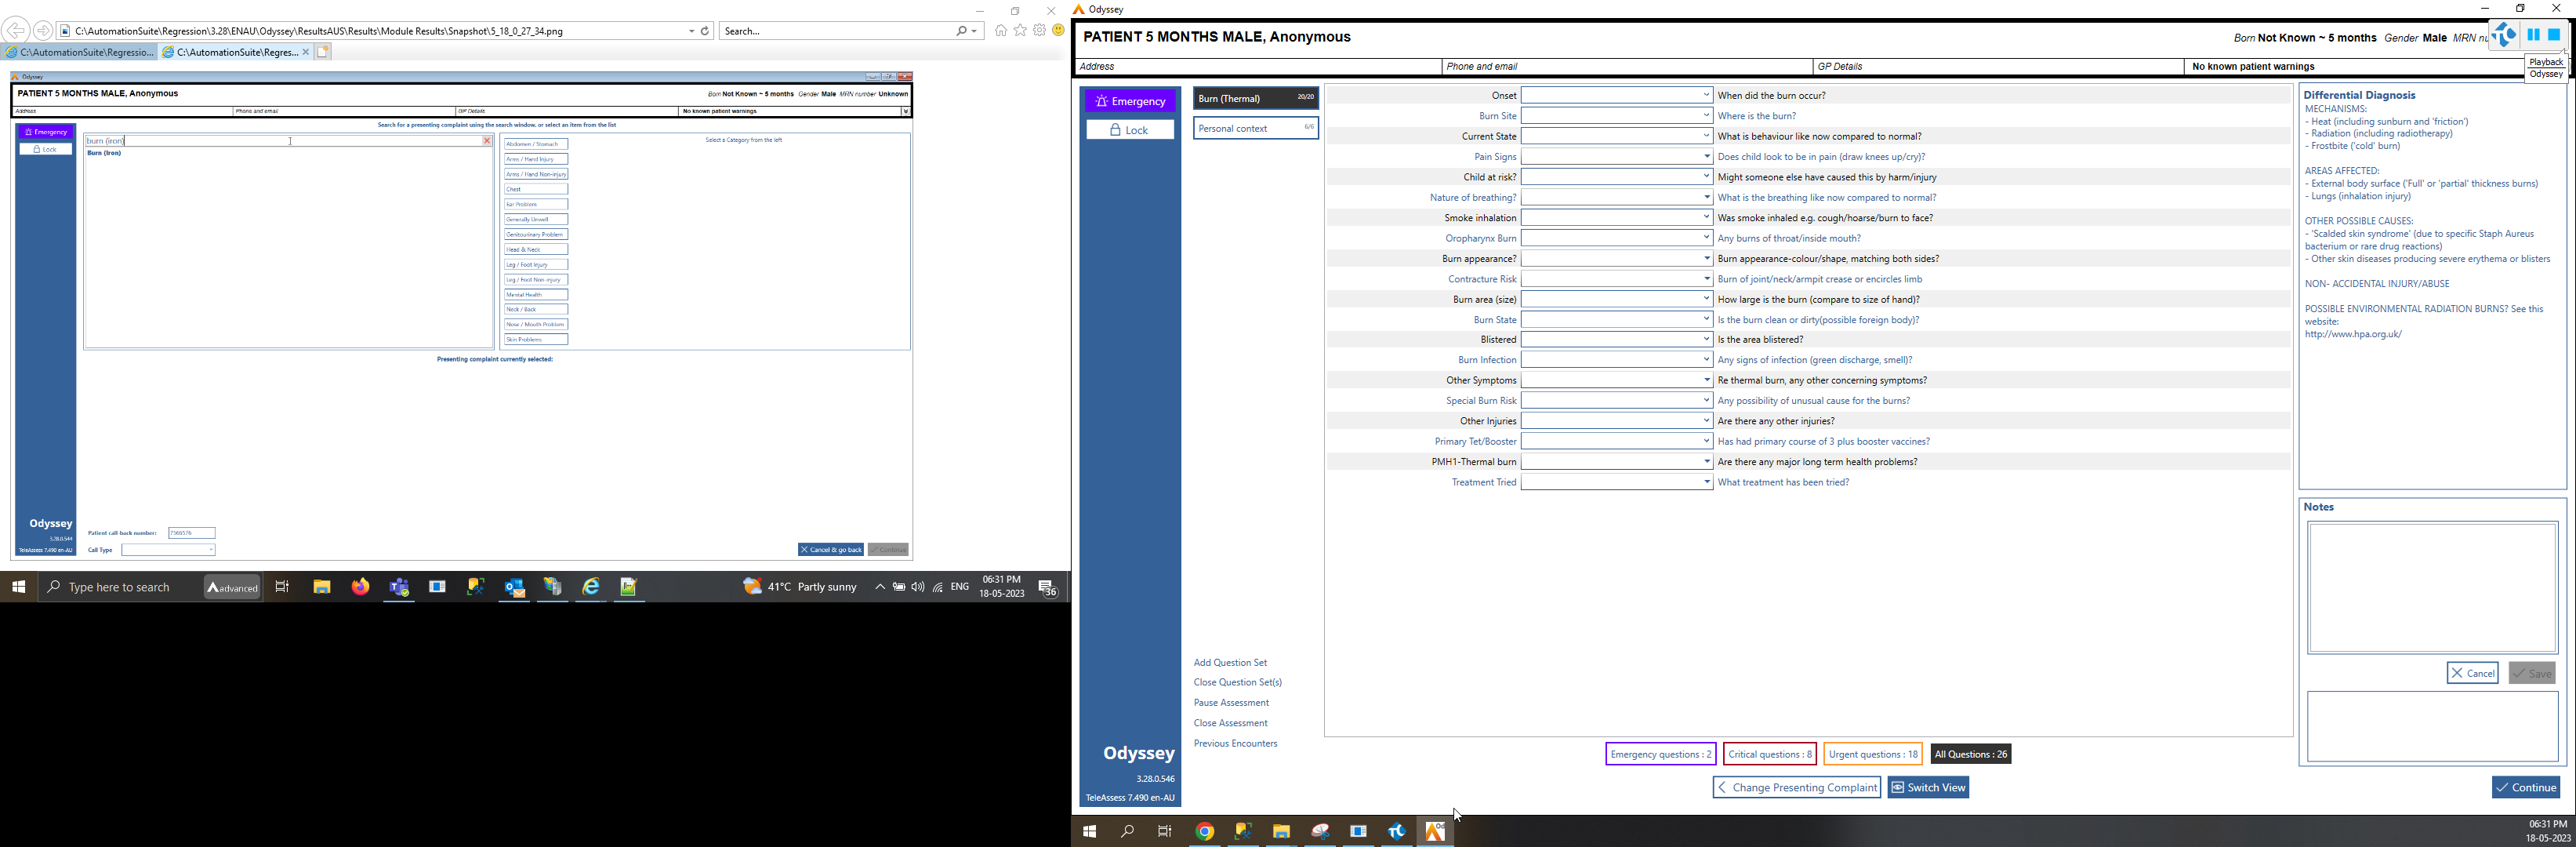 C:\AutomationSuite\Regression\3.28\ENAU\Odyssey\ResultsAUS\Results\Module Results\Snapshot\5_18_0_27_34.png
Search...
C:\AutomationSuite\Regressio...
C:\AutomationSuite\Regres...
Odyssey
PATIENT 5 MONTHS MALE, Anonymous
Born Not Known ~ 5 months Gender Male MRN number Unknown
Address
Phone and email
GP Details
No known patient warnings
Search for a presenting complaint using the search window, or select an item from the list
Emergency
Lock
burn (iron)
Burn (Iron)
Abdomen / Stomach
Arms / Hand Injury
Arms / Hand Non-injury
Chest
Ear Problem
Generally Unwell
Genitourinary Problem
Head & Neck
Leg / Foot Injury
Leg / Foot Non-injury
Mental Health
Neck / Back
Nose / Mouth Problem
Skin Problems
Select a Category from the left
Presenting complaint currently selected:
Odyssey
3.28.0.544
TeleAssess 7.490 en-AU
Patient call back number:
Call Type
Cancel & go back
Continue
Type here to search
advanced
41°C Partly sunny
ENG
06:31 PM
18-05-2023
36
Odyssey
PATIENT 5 MONTHS MALE, Anonymous
Born Not Known ~ 5 months Gender Male MRN nu
Playback
Odyssey
Address
Phone and email
GP Details
No known patient warnings
Emergency
Lock
Burn (Thermal) 20/20
Personal context 6/6
Onset When did the burn occur?
Burn Site Where is the burn?
Current State What is behaviour like now compared to normal?
Pain Signs Does child look to be in pain (draw knees up/cry)?
Child at risk? Might someone else have caused this by harm/injury
Nature of breathing? What is the breathing like now compared to normal?
Smoke inhalation Was smoke inhaled e.g. cough/hoarse/burn to face?
Oropharynx Burn Any burns of throat/inside mouth?
Burn appearance? Burn appearance-colour/shape, matching both sides?
Contracture Risk Burn of joint/neck/armpit crease or encircles limb
Burn area (size) How large is the burn (compare to size of hand)?
Burn State Is the burn clean or dirty(possible foreign body)?
Blistered Is the area blistered?
Burn Infection Any signs of infection (green discharge, smell)?
Other Symptoms Re thermal burn, any other concerning symptoms?
Special Burn Risk Any possibility of unusual cause for the burns?
Other Injuries Are there any other injuries?
Primary Tet/Booster Has had primary course of 3 plus booster vaccines?
PMH1-Thermal burn Are there any major long term health problems?
Treatment Tried What treatment has been tried?
Add Question Set
Close Question Set(s)
Pause Assessment
Close Assessment
Previous Encounters
Odyssey
3.28.0.546
TeleAssess 7.490 en-AU
Emergency questions : 2
Critical questions : 8
Urgent questions : 18
All Questions : 26
Change Presenting Complaint
Switch View
Differential Diagnosis
MECHANISMS:
- Heat (including sunburn and 'friction')
- Radiation (including radiotherapy)
- Frostbite ('cold' burn)
AREAS AFFECTED:
- External body surface ('Full' or 'partial' thickness burns)
- Lungs (inhalation injury)
OTHER POSSIBLE CAUSES:
- 'Scalded skin syndrome' (due to specific Staph Aureus
bacterium or rare drug reactions)
- Other skin diseases producing severe erythema or blisters
NON- ACCIDENTAL INJURY/ABUSE
POSSIBLE ENVIRONMENTAL RADIATION BURNS? See this
website:
http://www.hpa.org.uk/
Notes
Cancel
Save
Continue
06:31 PM
18-05-2023